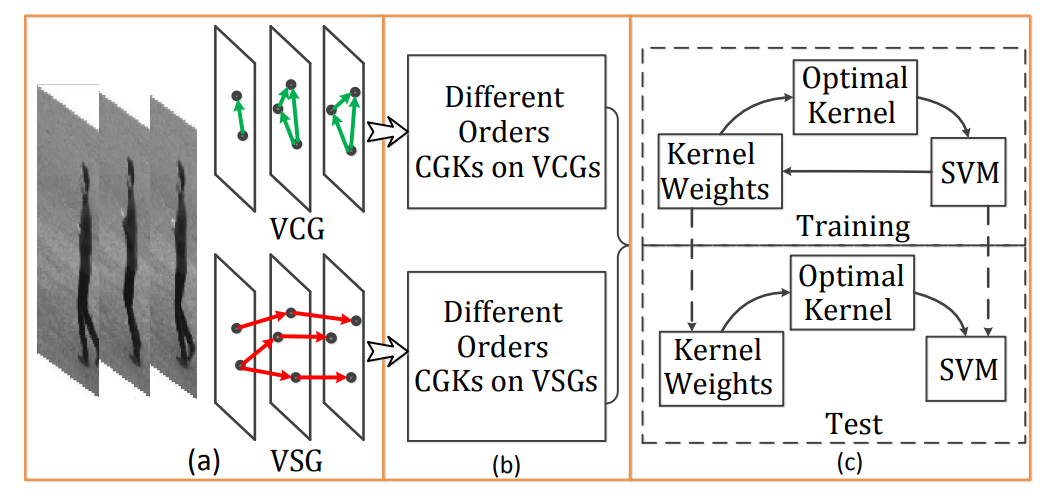 VCG
VSG
(a)
Different
Orders
CGKs on VCGs
Different
Orders
CGKs on VSGs
(b)
Optimal
Kernel
Kernel
Weights
SVM
Training
Optimal
Kernel
Kernel
Weights
SVM
Test
(c)